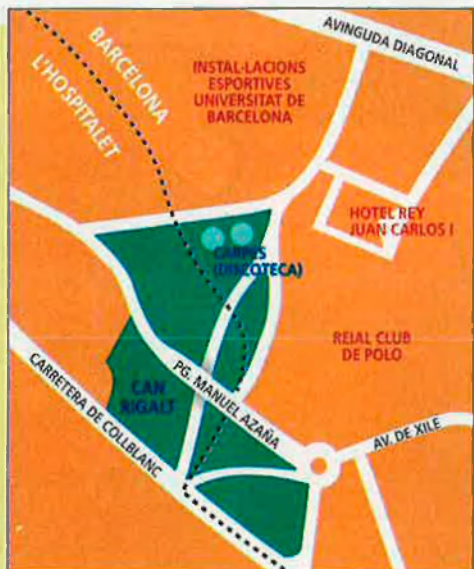 AVINGUDA DIAGONAL
BARCELONA
L'HOSPITALET
INSTAL·LACIONS
ESPORTIVES
UNIVERSITAT DE
BARCELONA
HOTEL REY
JUAN CARLOS I
CARPES
(DISCOTECA)
REIAL CLUB
DE POLO
PG. MANUEL AZAÑA
CAN
RIGALT
CARRETERA DE COLLBLANC
AV. DE XILE